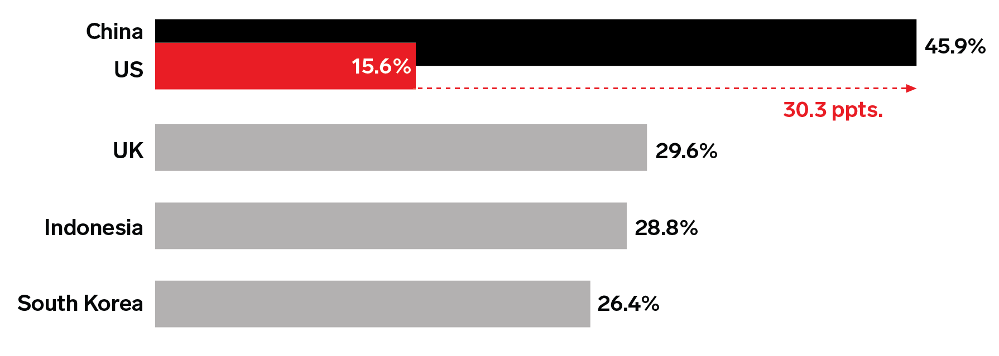 China
45.9%
US
15.6%
30.3 ppts.
UK
29.6%
Indonesia
28.8%
South Korea
26.4%